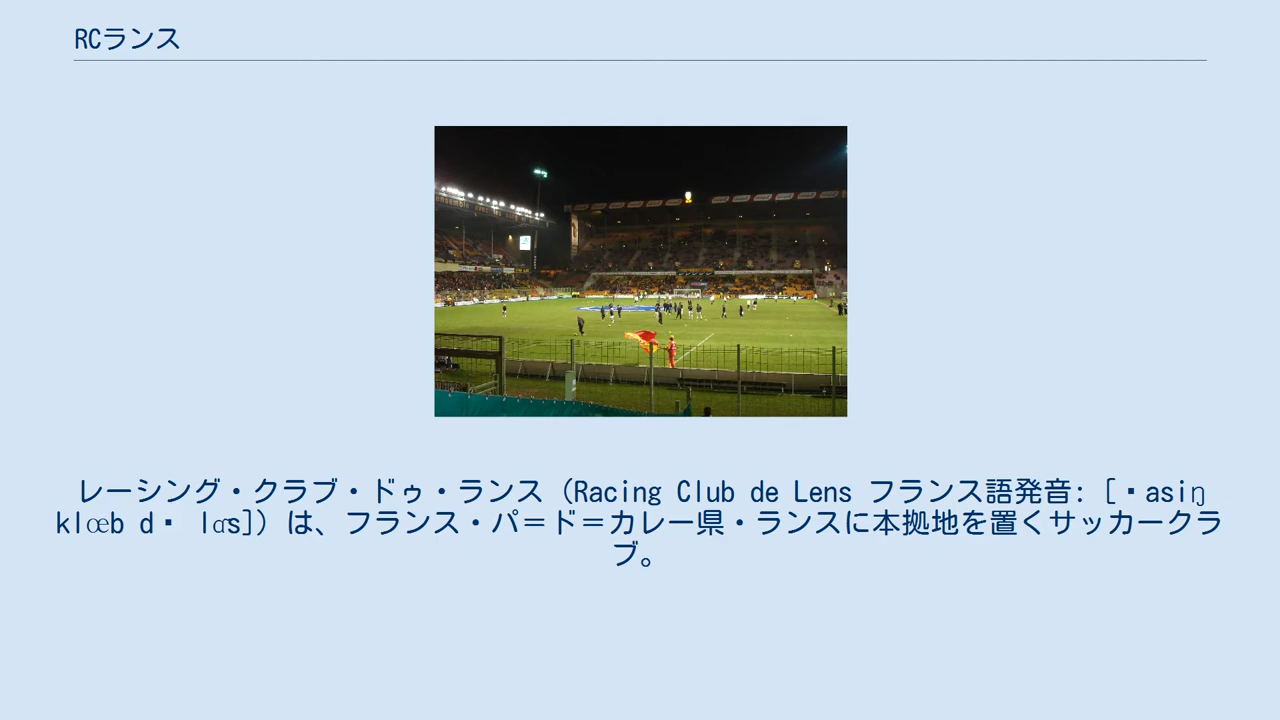 RCランス
レーシング・クラブ・ドゥ・ランス（Racing Club de Lens フランス語発音: [▪asiŋ
klœb d▪ lɑs]）は、フランス・パ＝ド＝カレー県・ランスに本拠地を置くサッカークラ
ブ。